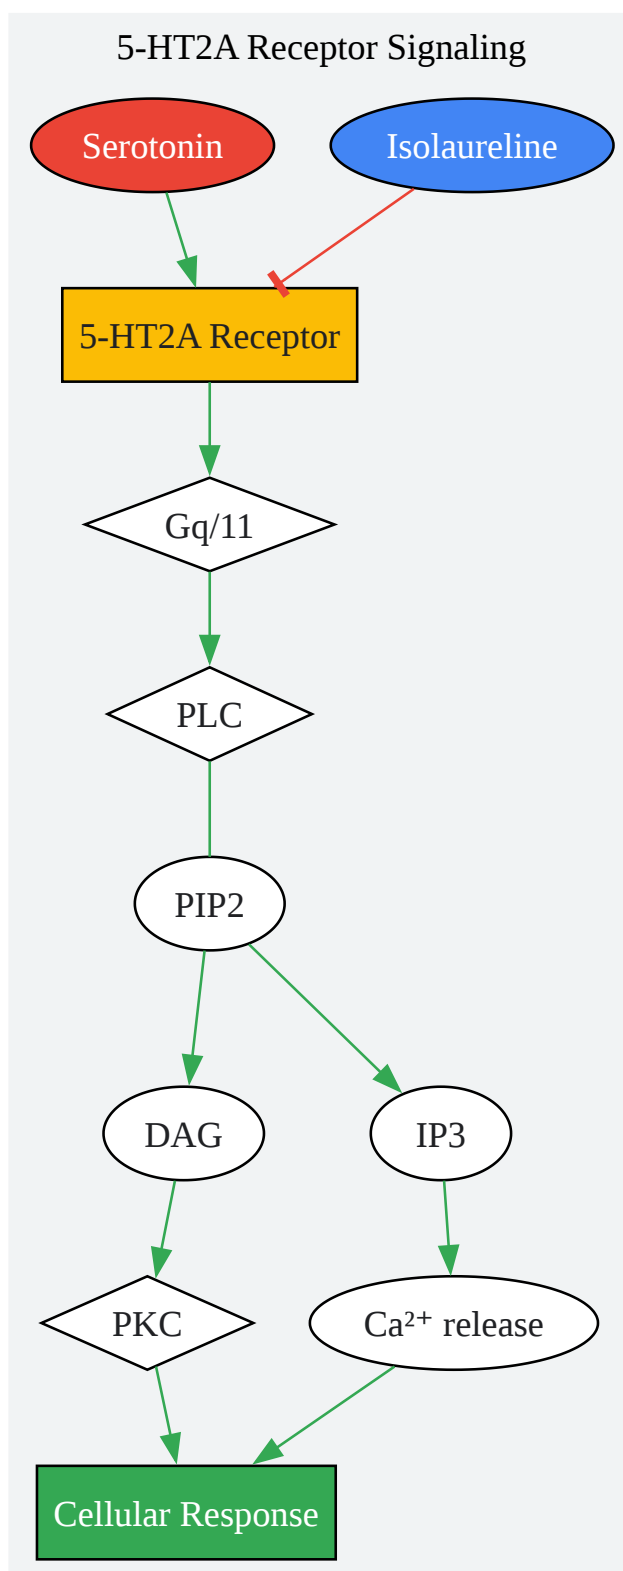 5-HT2A Receptor Signaling
Serotonin
Isolaureline
5-HT2A Receptor
Gq/11
PLC
PIP2
DAG
IP3
PKC
Ca²⁺ release
Cellular Response